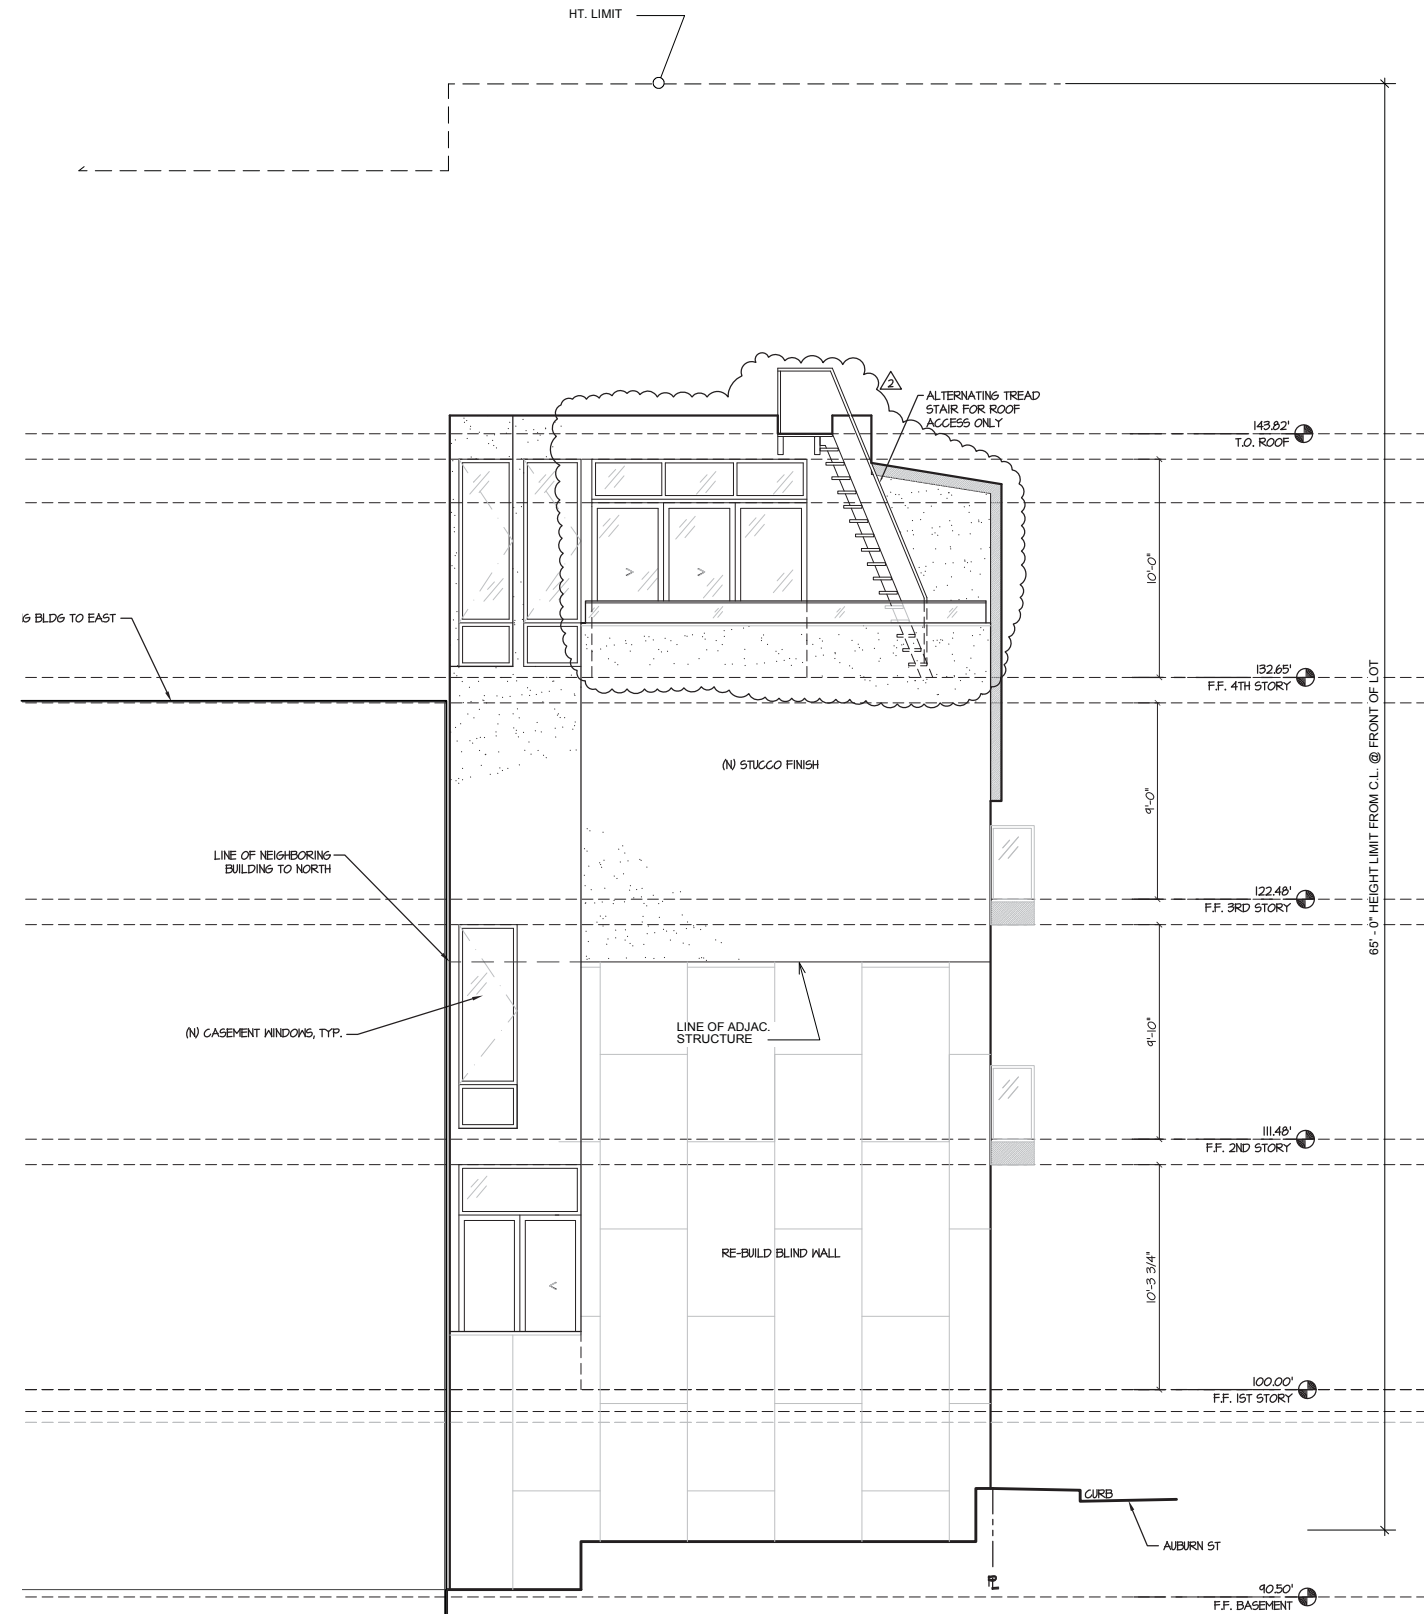 HT. LIMIT
2
ALTERNATING TREAD
STAIR FOR ROOF
ACCESS ONLY
143.82'
T.O. ROOF
10'-0"
G BLDG TO EAST
132.65'
F.F. 4TH STORY
65' - 0" HEIGHT LIMIT FROM C.L. @ FRONT OF LOT
(N) STUCCO FINISH
9'-0"
LINE OF NEIGHBORING
BUILDING TO NORTH
122.48'
F.F. 3RD STORY
(N) CASEMENT WINDOWS, TYP.
LINE OF ADJAC.
STRUCTURE
9'-10"
111.48'
F.F. 2ND STORY
RE-BUILD BLIND WALL
10'-3 3/4"
100.00'
F.F. 1ST STORY
CURB
AUBURN ST
PL
90.50'
F.F. BASEMENT